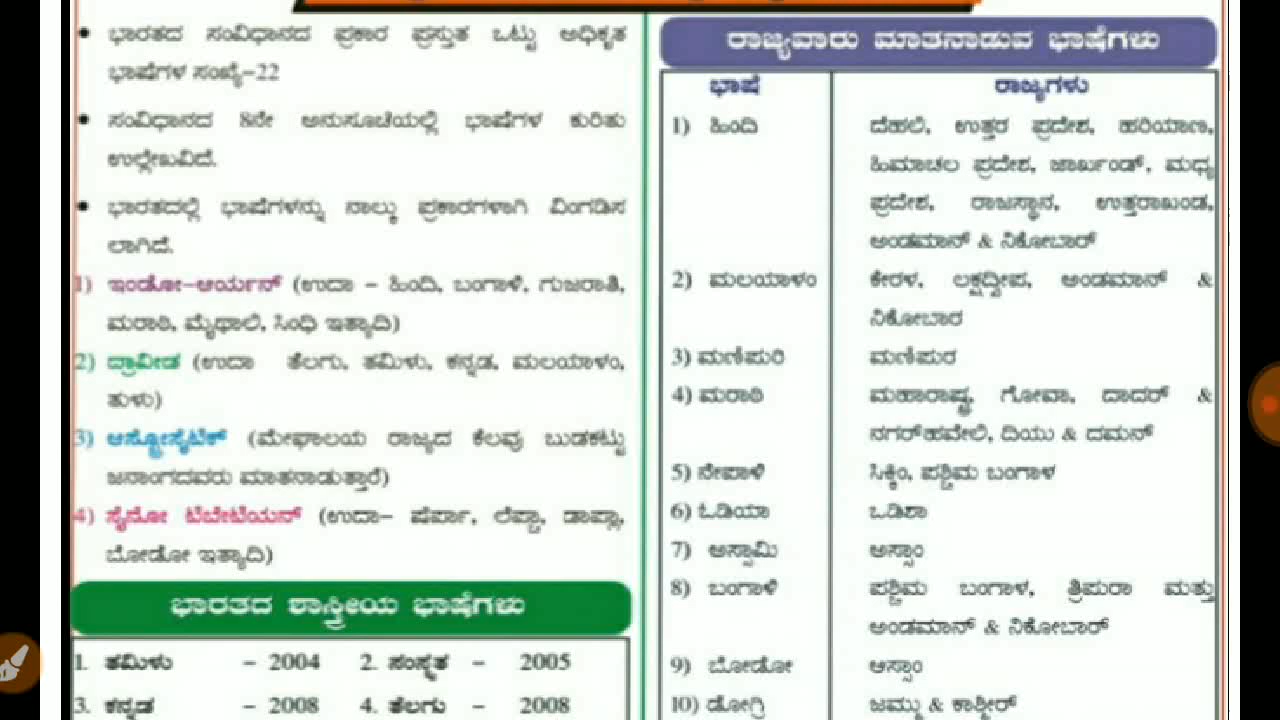 • ಭಾರತದ ಸಂವಿಧಾನದ ಪ್ರಕಾರ ಪ್ರಸ್ತುತ ಒಟ್ಟು ಅಧಿಕೃತ
ಭಾಷೆಗಳ ಸಂಖ್ಯೆ-22
• ಸಂವಿಧಾನದ 8ನೇ ಅನುಸೂಚಿಯಲ್ಲಿ ಭಾಷೆಗಳ ಕುರಿತು
ಉಲ್ಲೇಖವಿದೆ.
• ಭಾರತದಲ್ಲಿ ಭಾಷೆಗಳನ್ನು ನಾಲ್ಕು ಪ್ರಕಾರಗಳಾಗಿ ವಿಂಗಡಿಸ
ಲಾಗಿದೆ.
1) ಇಂಡೋ-ಆರ್ಯನ್ (ಉದಾ - ಹಿಂದಿ, ಬಂಗಾಳಿ, ಗುಜರಾತಿ,
ಮರಾಠಿ, ಮೈಥಾಲಿ, ಸಿಂಧಿ ಇತ್ಯಾದಿ)
2) ದ್ರಾವೀಡ (ಉದಾ ತೆಲಗು, ತಮಿಳು, ಕನ್ನಡ, ಮಲಯಾಳಂ,
ತುಳು)
3) ಆಸ್ಟ್ರೋಸೈಟಿಕ್ (ಮೇಘಾಲಯ ರಾಜ್ಯದ ಕೆಲವು ಬುಡಕಟ್ಟು
ಜನಾಂಗದವರು ಮಾತನಾಡುತ್ತಾರೆ)
4) ಸೈನೋ ಟಿಬೇಟಿಯನ್ (ಉದಾ- ಷೆರ್ಪಾ, ಲೆಪ್ಚಾ, ಡಾಪ್ಲಾ,
ಬೋಡೋ ಇತ್ಯಾದಿ)
ಭಾರತದ ಶಾಸ್ತ್ರೀಯ ಭಾಷೆಗಳು
1. ತಮಿಳು - 2004 2. ಸಂಸ್ಕೃತ - 2005
3. ಕನ್ನಡ - 2008 4. ತೆಲಗು - 2008
ರಾಜ್ಯವಾರು ಮಾತನಾಡುವ ಭಾಷೆಗಳು
ಭಾಷೆ ರಾಜ್ಯಗಳು
1) ಹಿಂದಿ ದೆಹಲಿ, ಉತ್ತರ ಪ್ರದೇಶ, ಹರಿಯಾಣ,
ಹಿಮಾಚಲ ಪ್ರದೇಶ, ಜಾರ್ಖಂಡ್, ಮಧ್ಯ
ಪ್ರದೇಶ, ರಾಜಸ್ಥಾನ, ಉತ್ತರಾಖಂಡ,
ಅಂಡಮಾನ್ & ನಿಕೋಬಾರ್
2) ಮಲಯಾಳಂ ಕೇರಳ, ಲಕ್ಷದ್ವೀಪ, ಅಂಡಮಾನ್ &
ನಿಕೋಬಾರ
3) ಮಣಿಪುರಿ ಮಣಿಪುರ
4) ಮರಾಠಿ ಮಹಾರಾಷ್ಟ್ರ, ಗೋವಾ, ದಾದರ್ &
ನಗರ್‌ಹವೇಲಿ, ದಿಯು & ದಮನ್
5) ನೇಪಾಳಿ ಸಿಕ್ಕಿಂ, ಪಶ್ಚಿಮ ಬಂಗಾಳ
6) ಓಡಿಯಾ ಒಡಿಶಾ
7) ಅಸ್ಸಾಮಿ ಅಸ್ಸಾಂ
8) ಬಂಗಾಳಿ ಪಶ್ಚಿಮ ಬಂಗಾಳ, ತ್ರಿಪುರಾ ಮತ್ತು
ಅಂಡಮಾನ್ & ನಿಕೋಬಾರ್
9) ಬೋಡೋ ಆಸ್ಸಾಂ
10) ಡೋಗ್ರಿ ಜಮ್ಮು & ಕಾಶ್ಮೀರ್